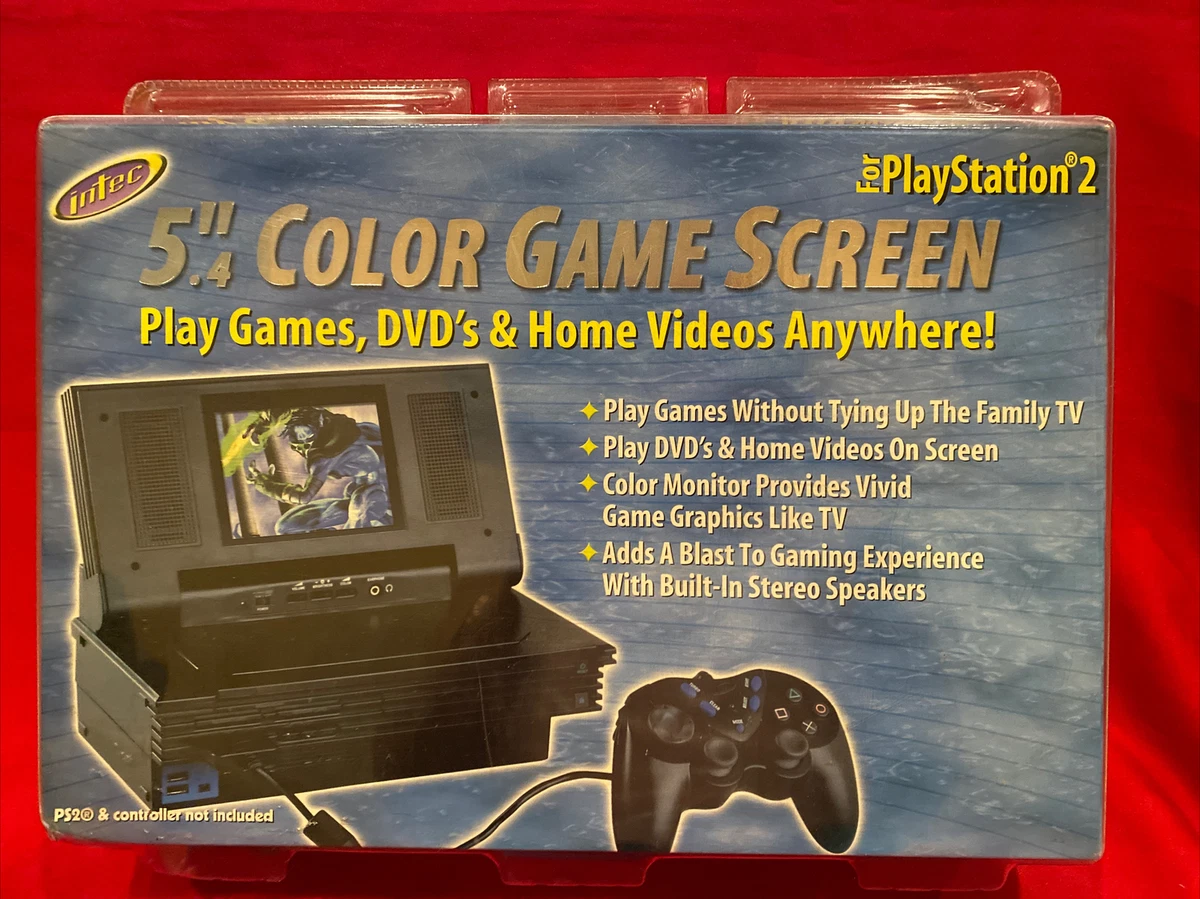 intec
For PlayStation®2
5.4" COLOR GAME SCREEN
Play Games, DVD's & Home Videos Anywhere!
Play Games Without Tying Up The Family TV
Play DVD's & Home Videos On Screen
Color Monitor Provides Vivid
Game Graphics Like TV
Adds A Blast To Gaming Experience
With Built-In Stereo Speakers
PS2® & controller not included